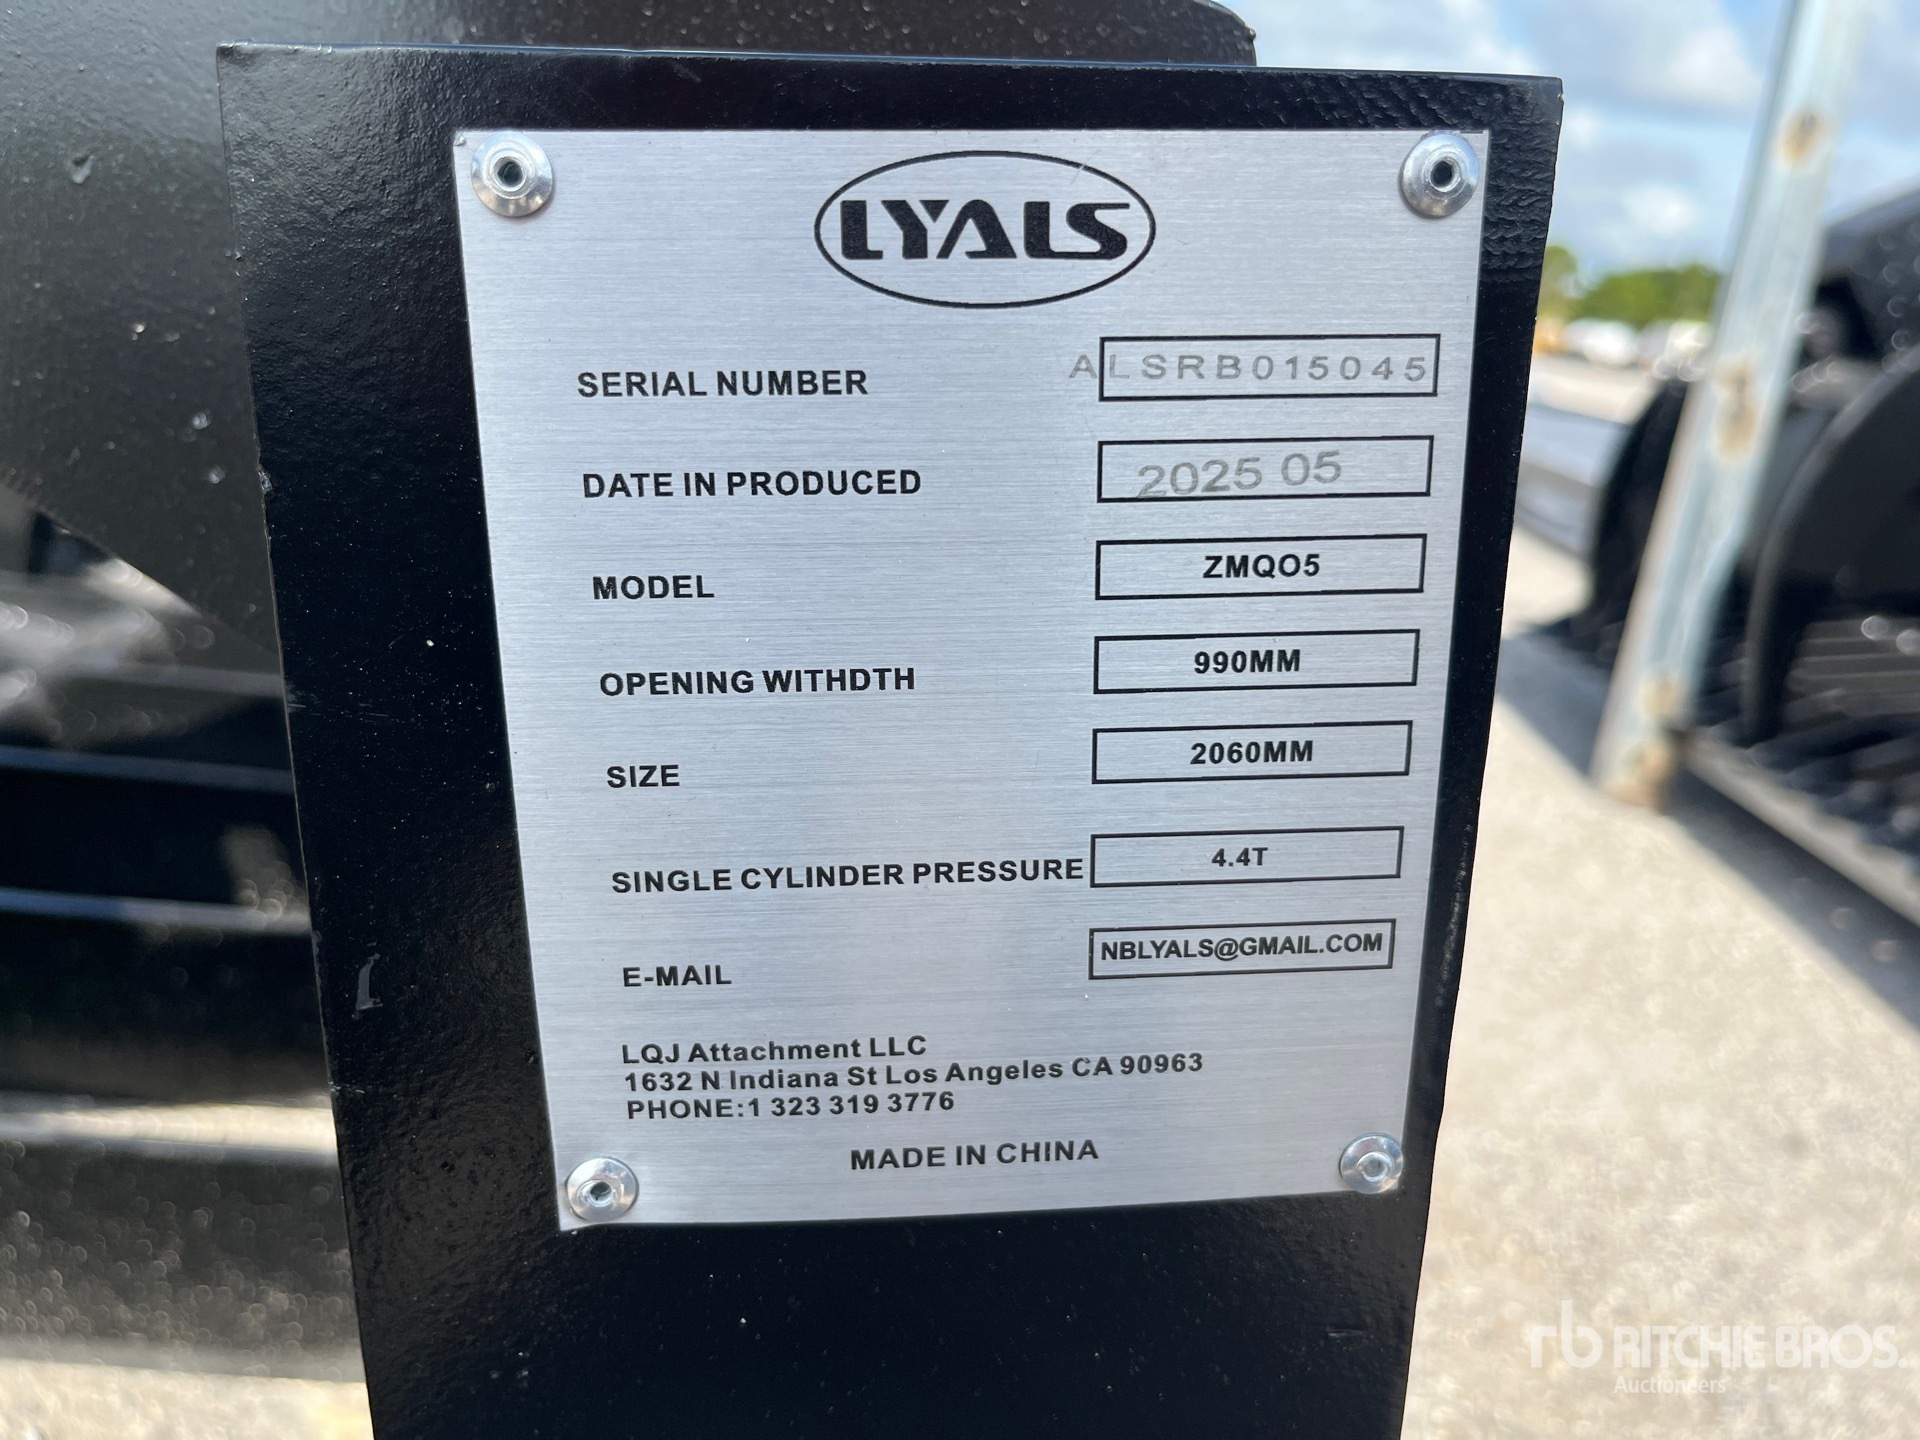 LYALS
SERIAL NUMBER ALSRB015045
DATE IN PRODUCED 2025 05
MODEL ZMQO5
OPENING WITHDTH 990MM
SIZE 2060MM
SINGLE CYLINDER PRESSURE 4.4T
E-MAIL NBLYALS@GMAIL.COM
LQJ Attachment LLC
1632 N Indiana St Los Angeles CA 90963
PHONE:1 323 319 3776
MADE IN CHINA
rb RITCHIE BROS.
Auctioneers